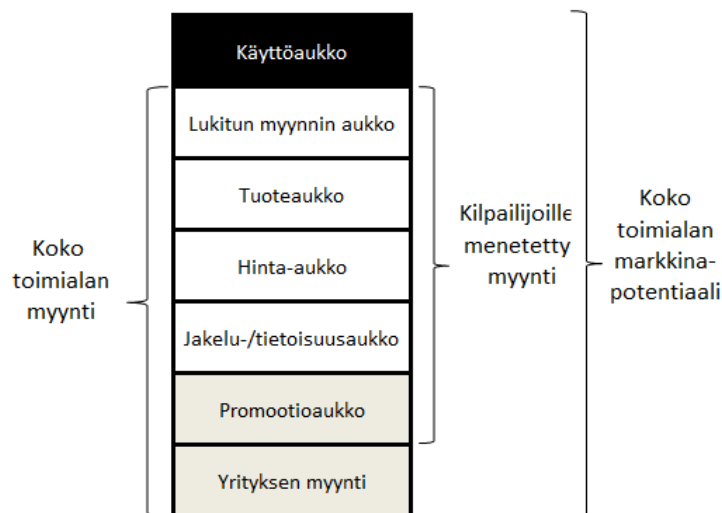 Käyttöaukko
Lukitun myynnin aukko
Tuoteaukko
Hinta-aukko
Jakelu-/tietoisuusaukko
Promootioaukko
Yrityksen myynti
Koko
toimialan
myynti
Kilpailijoille
menetetty
myynti
Koko
toimialan
markkina-
potentiaali